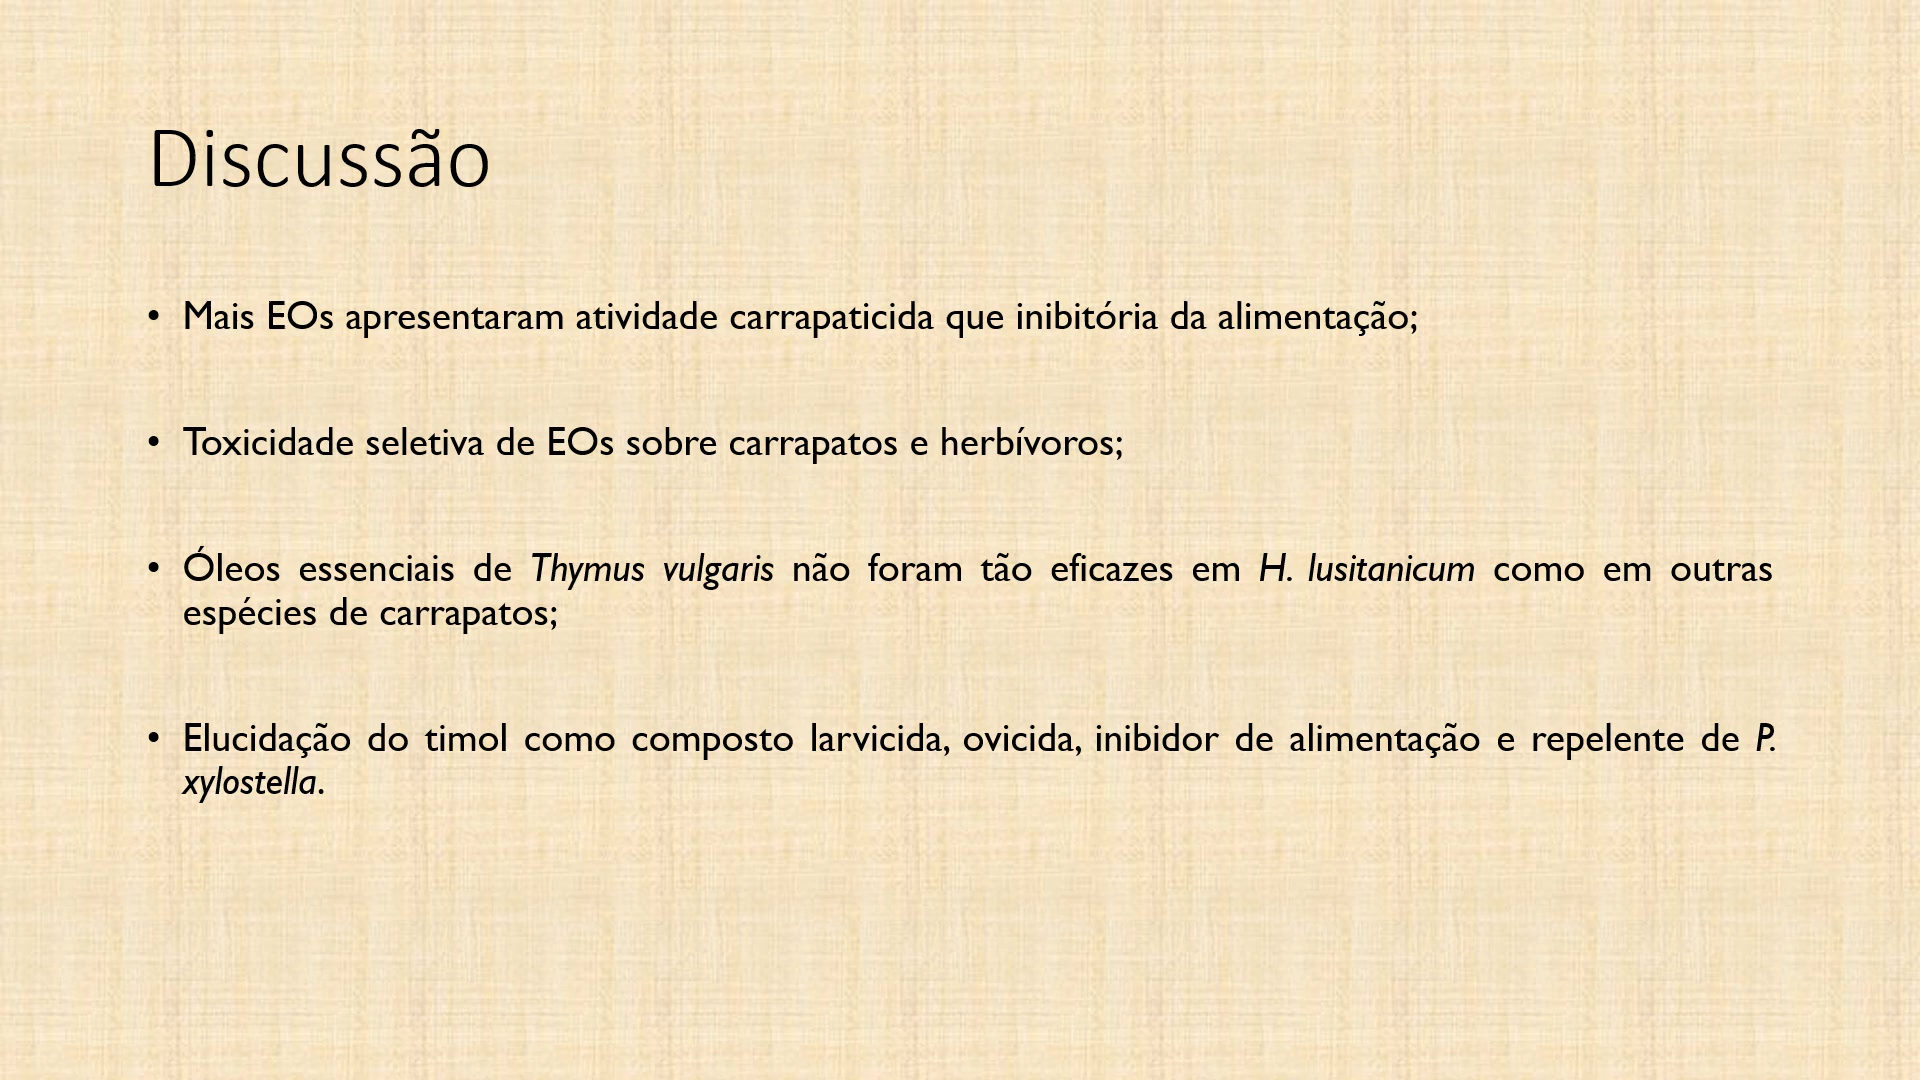 Discussão
• Mais EOs apresentaram atividade carrapaticida que inibitória da alimentação;
• Toxicidade seletiva de EOs sobre carrapatos e herbívoros;
• Óleos essenciais de Thymus vulgaris não foram tão eficazes em H. lusitanicum como em outras
espécies de carrapatos;
• Elucidação do timol como composto larvicida, ovicida, inibidor de alimentação e repelente de P.
xylostella.